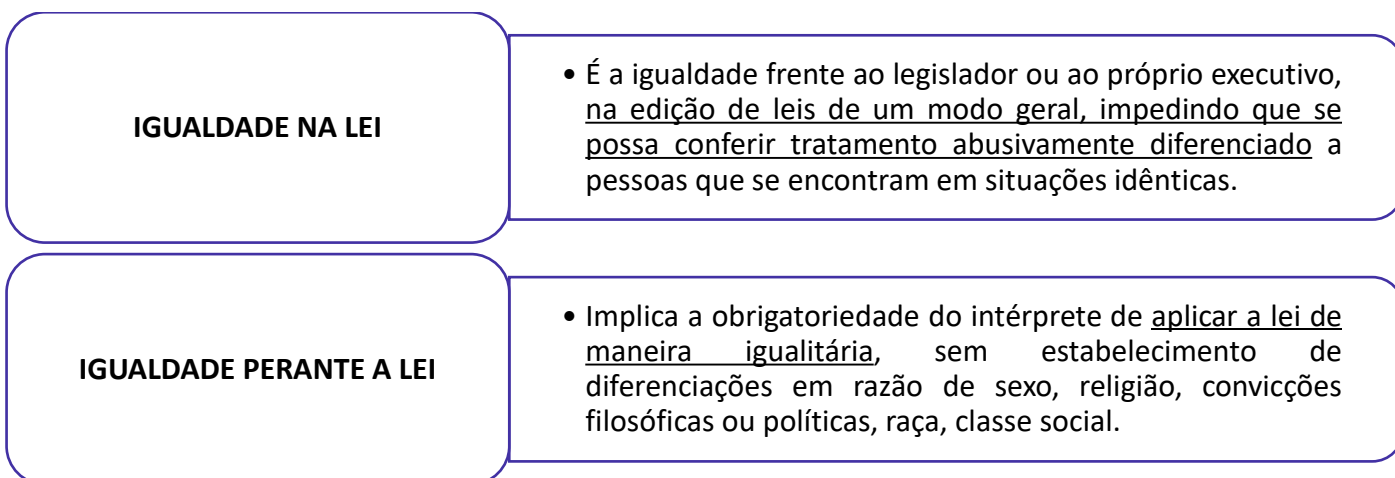 IGUALDADE NA LEI
• É a igualdade frente ao legislador ou ao próprio executivo,
na edição de leis de um modo geral, impedindo que se
possa conferir tratamento abusivamente diferenciado a
pessoas que se encontram em situações idênticas.
IGUALDADE PERANTE A LEI
• Implica a obrigatoriedade do intérprete de aplicar a lei de
maneira igualitária, sem estabelecimento de
diferenciações em razão de sexo, religião, convicções
filosóficas ou políticas, raça, classe social.